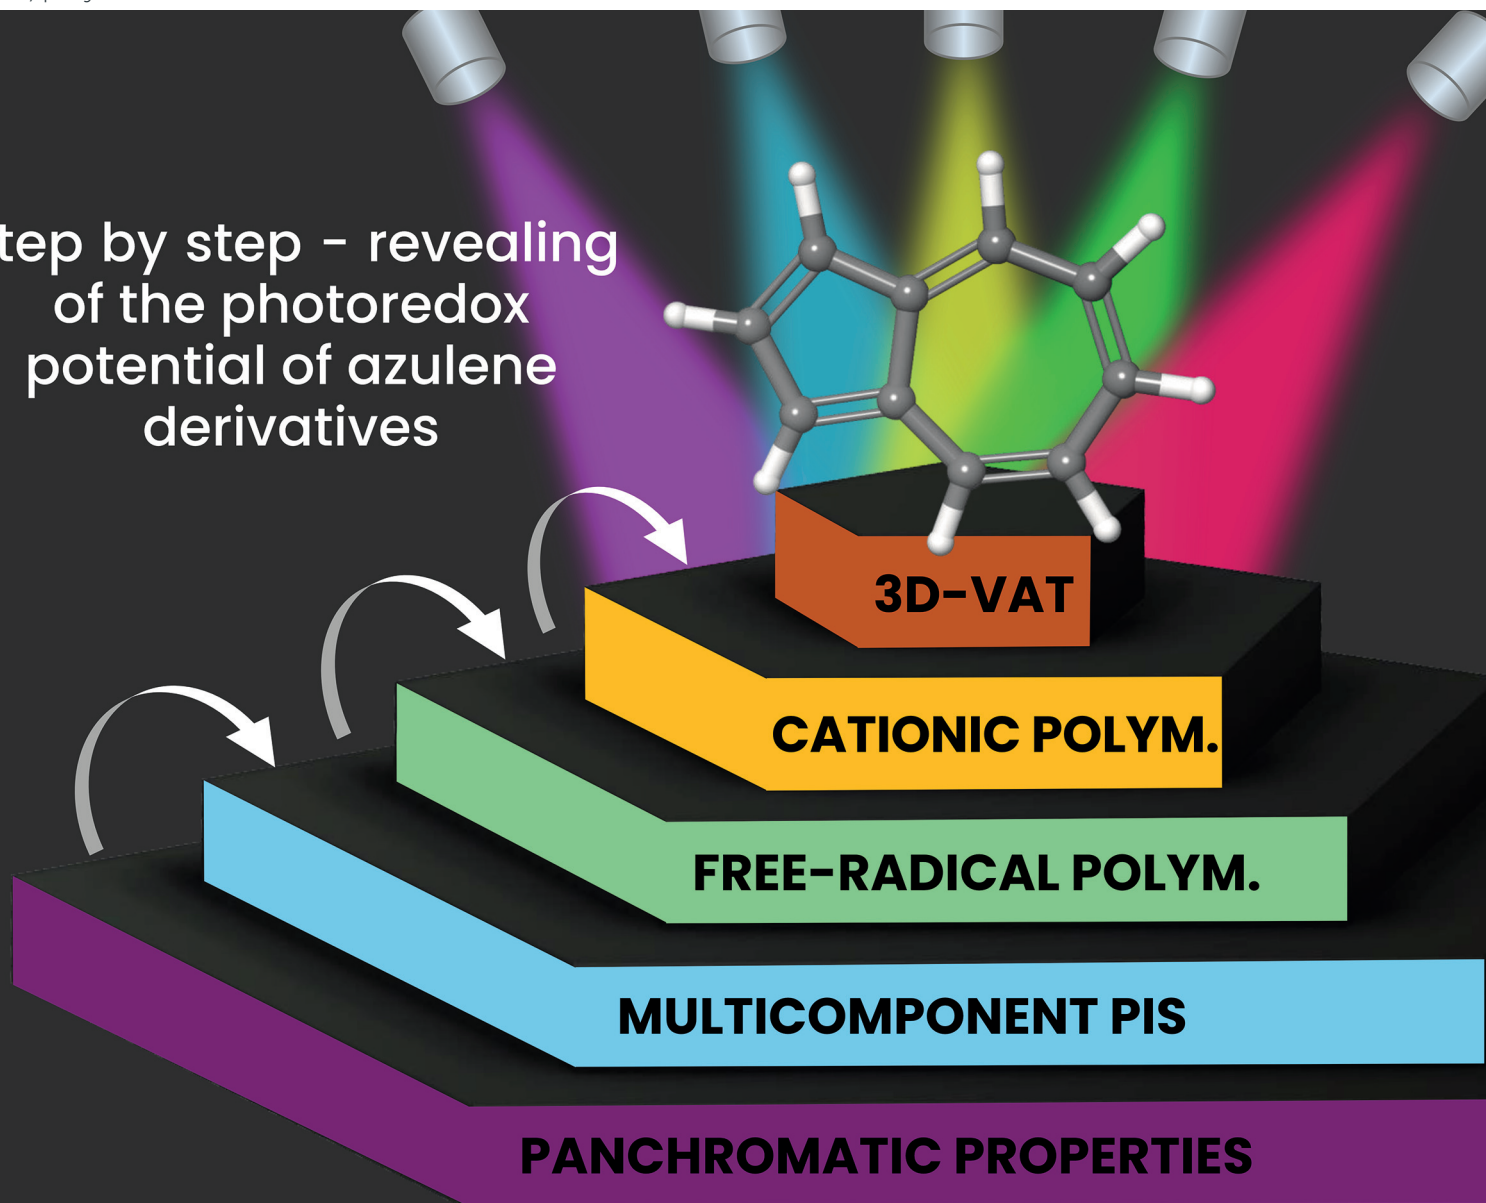 tep by step - revealing
of the photoredox
potential of azulene
derivatives
3D-VAT
CATIONIC POLYM.
FREE-RADICAL POLYM.
MULTICOMPONENT PIS
PANCHROMATIC PROPERTIES